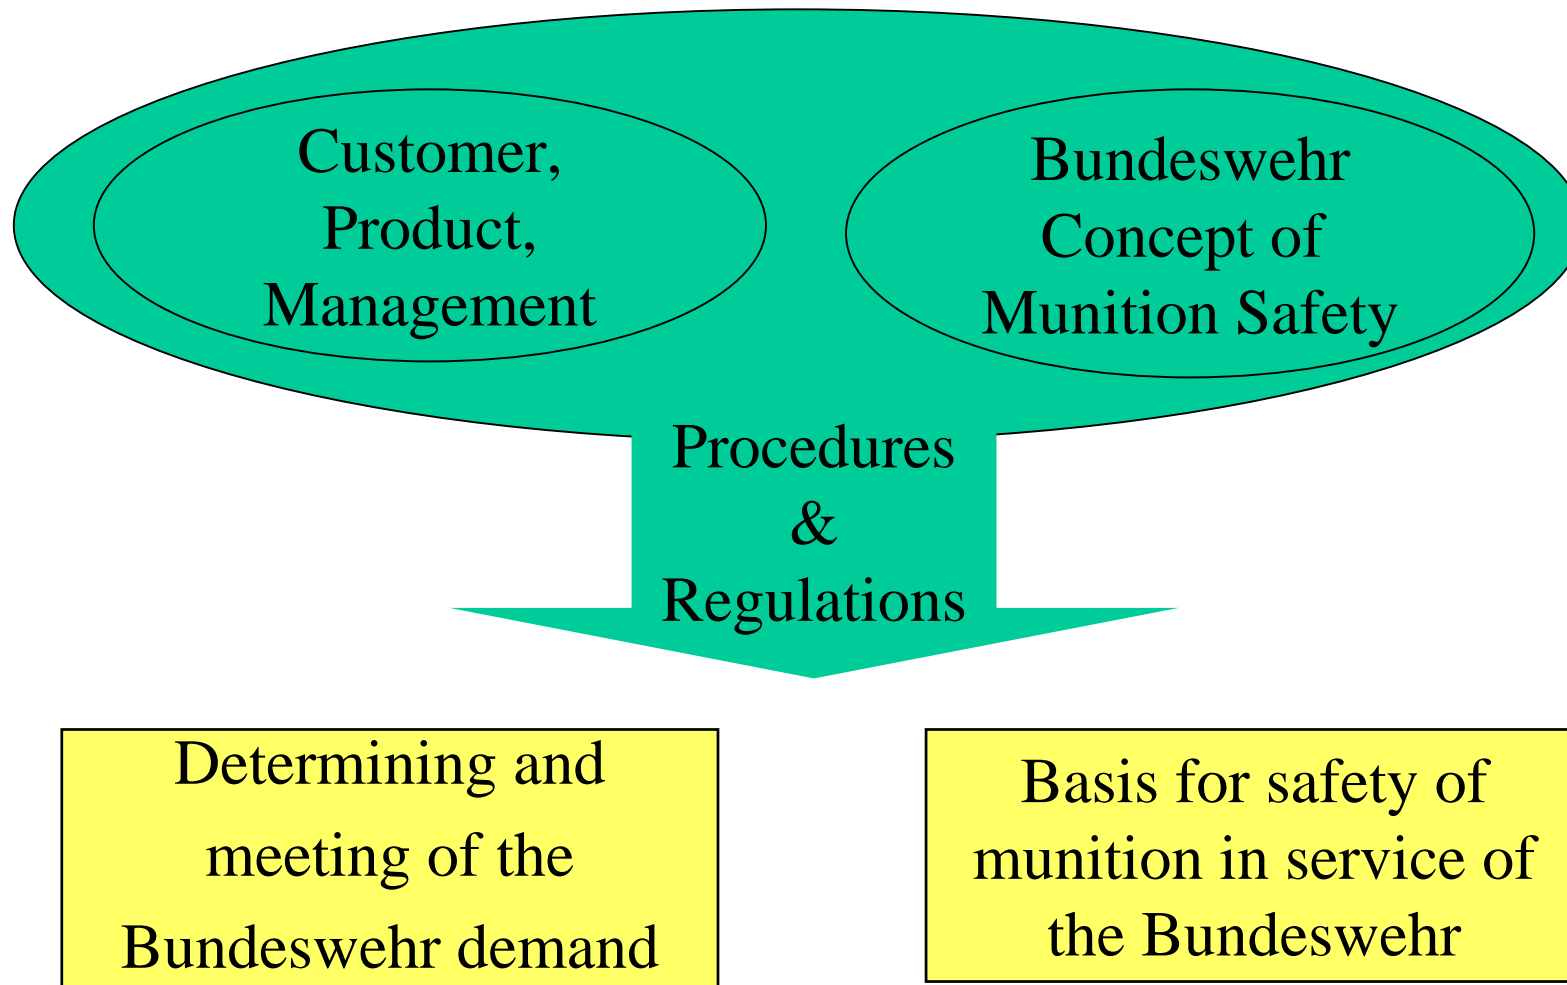 Customer,
Product,
Management
Bundeswehr
Concept of
Munition Safety
Procedures
&
Regulations
Determining and
meeting of the
Bundeswehr demand
Basis for safety of
munition in service of
the Bundeswehr